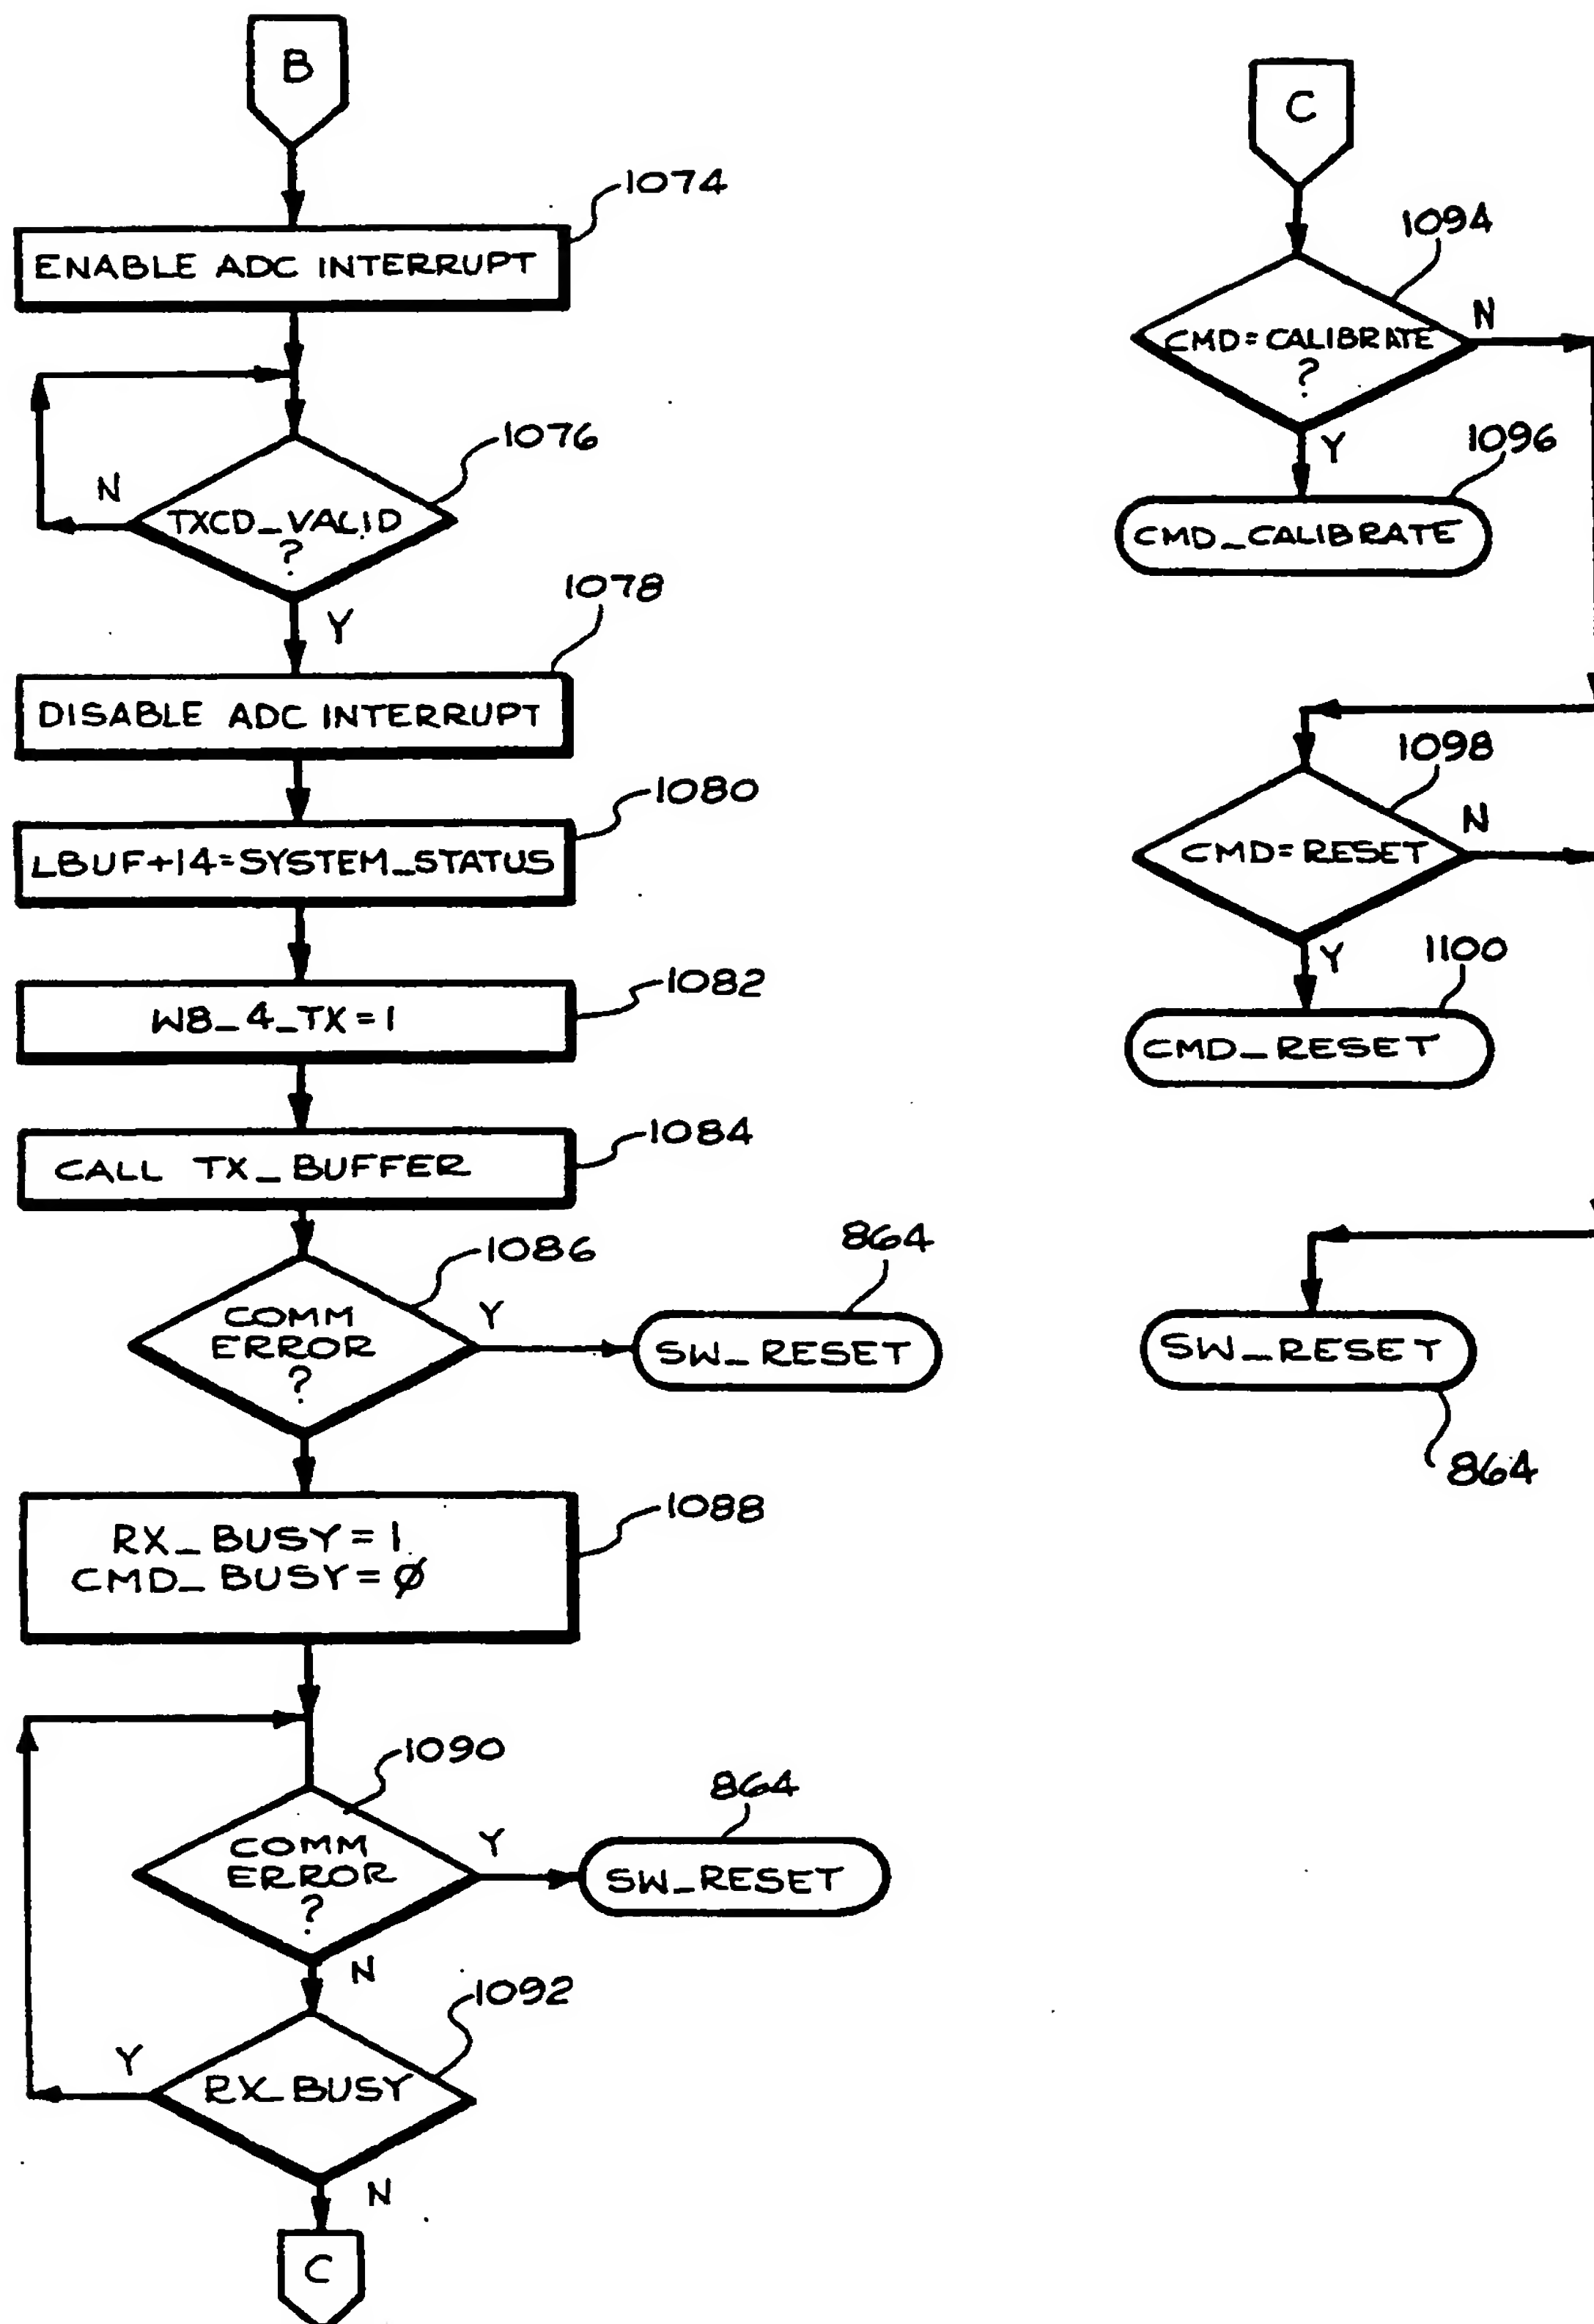 B
1074
ENABLE ADC INTERRUPT
1076
N
TXCD_VALID
?
Y
1078
DISABLE ADC INTERRUPT
1080
LBUF+14=SYSTEM_STATUS
1082
W8_4_TX=1
1084
CALL TX_BUFFER
1086
COMM
ERROR
?
Y
864
SW_RESET
1088
RX_BUSY=1
CMD_BUSY=Ø
1090
COMM
ERROR
?
Y
864
SW_RESET
N
1092
Y
RX_BUSY
N
C
C
1094
CMD=CALIBRATE
?
N
Y
1096
CMD_CALIBRATE
1098
CMD=RESET
N
Y
1100
CMD_RESET
SW_RESET
864